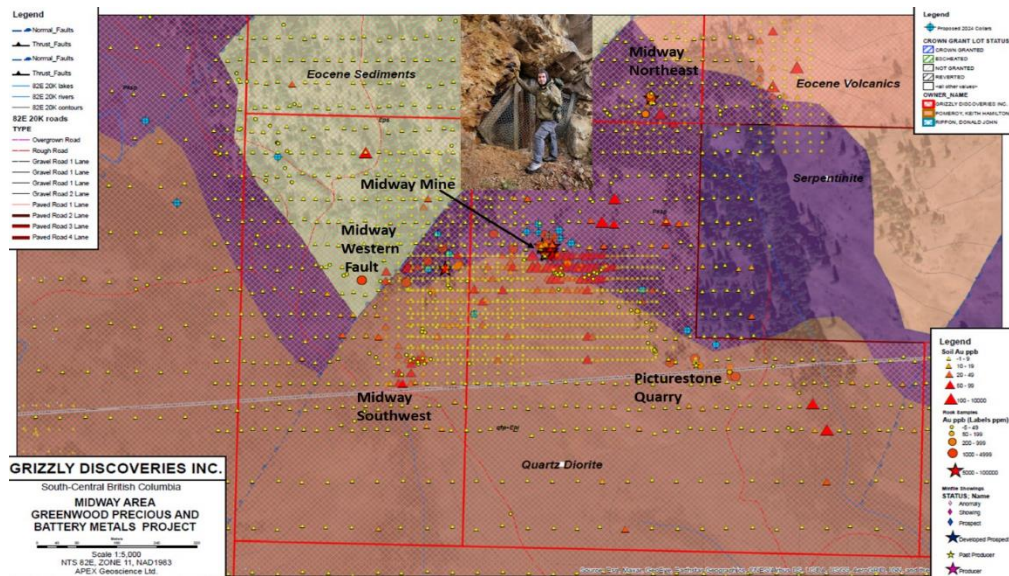 Legend
Normal_Faults
Thrust_Faults
Normal_Faults
Thrust_Faults
82E 20K lakes
82E 20K rivers
82E 20K contours
82E 20K roads
TYPE
Overgrown Road
Rough Road
Gravel Road 1 Lane
Gravel Road 1 Lane
Gravel Road 1 Lane
Gravel Road 2 Lane
Paved Road 1 Lane
Paved Road 2 Lane
Paved Road 3 Lane
Paved Road 4 Lane
Eocene Sediments
Midway
Northeast
Eocene Volcanics
Serpentinite
Midway Mine
Midway
Western
Fault
Midway
Southwest
Picturestone
Quarry
Quartz Diorite
Legend
Proposed 2024 Collars
CROWN GRANT LOT STATUS
CROWN GRANTED
ESCHEATED
NOT GRANTED
REVERTED
<all other values>
OWNER_NAME
GRIZZLY DISCOVERIES INC.
POMEROY, KEITH HAMILTON
RIPPON, DONALD JOHN
Legend
Soil Au ppb
-1 - 9
10 - 19
20 - 49
50 - 99
100 - 10000
Rock Samples
Au ppb (Labels ppm)
-5 - 49
50 - 199
200 - 999
1000 - 4999
5000 - 100000
Minfile Showings
STATUS; Name
Anomaly
Showing
Prospect
Developed Prospect
Past Producer
Producer
GRIZZLY DISCOVERIES INC.
South-Central British Columbia
MIDWAY AREA
GREENWOOD PRECIOUS AND
BATTERY METALS PROJECT
Scale 1:5,000
NTS 82E, ZONE 11, NAD1983
APEX Geoscience Ltd.